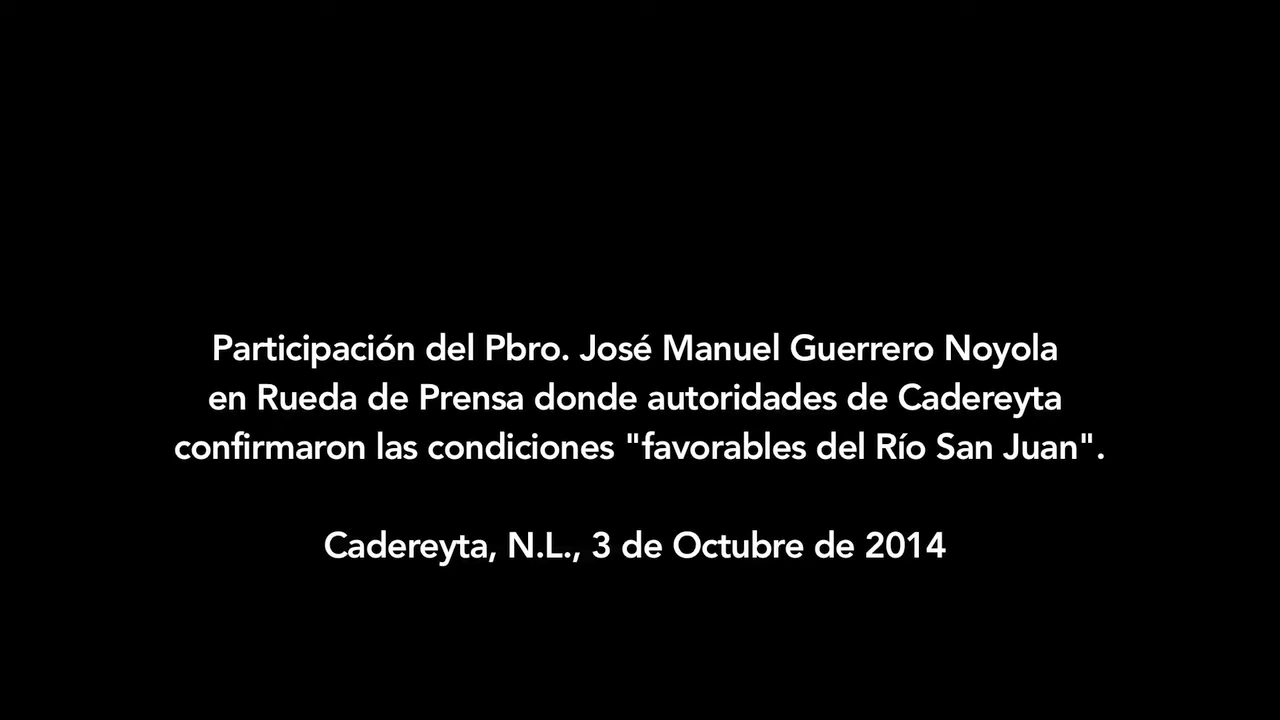 Participación del Pbro. José Manuel Guerrero Noyola
en Rueda de Prensa donde autoridades de Cadereyta
confirmaron las condiciones "favorables del Río San Juan".
Cadereyta, N.L., 3 de Octubre de 2014